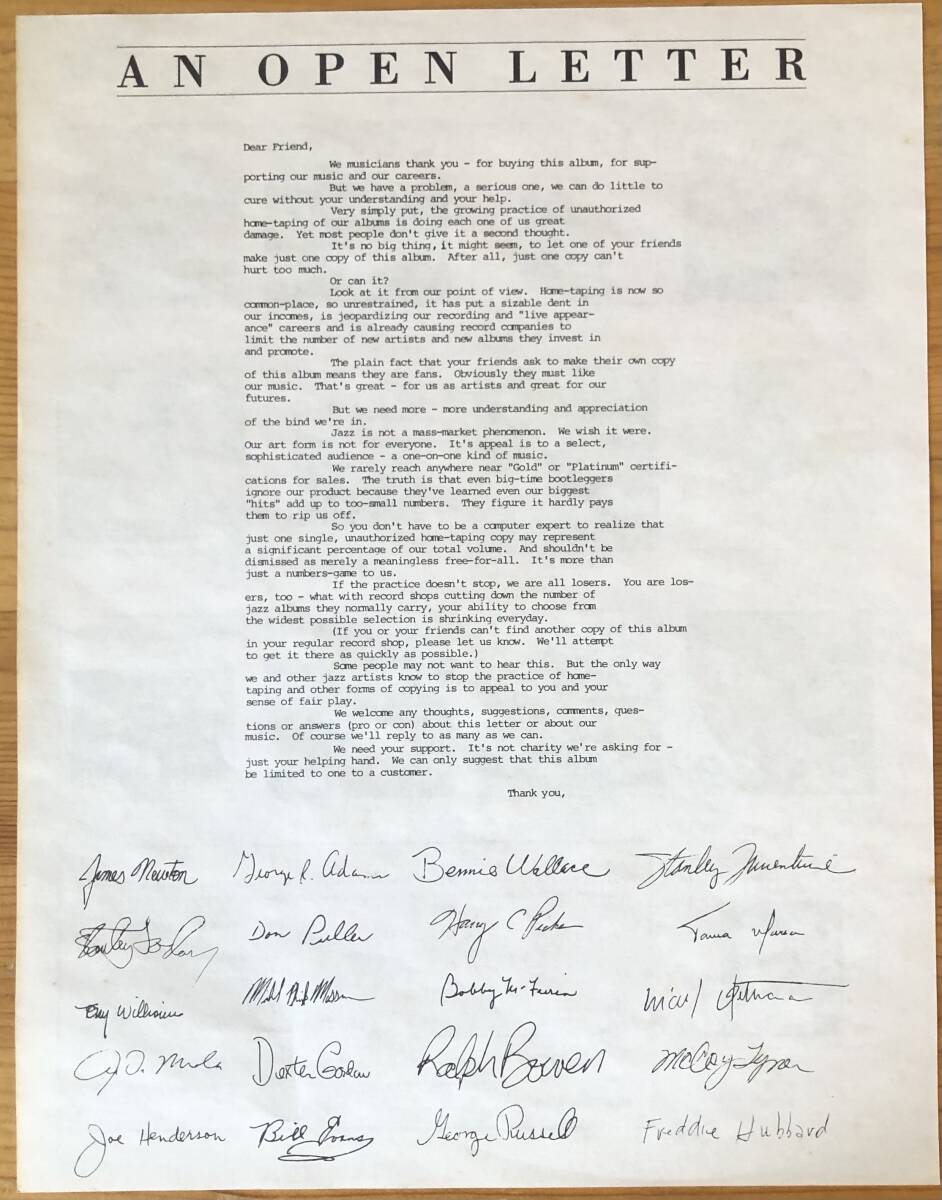 AN OPEN LETTER
Dear Friend,
We musicians thank you - for buying this album, for sup-
porting our music and our careers.
But we have a problem, a serious one, we can do little to
cure without your understanding and your help.
Very simply put, the growing practice of unauthorized
home-taping of our albums is doing each one of us great
damage. Yet most people don't give it a second thought.
It's no big thing, it might seem, to let one of your friends
make just one copy of this album. After all, just one copy can't
hurt too much.
Or can it?
Look at it from our point of view. Home-taping is now so
common-place, so unrestrained, it has put a sizable dent in
our incomes, is jeopardizing our recording and "live appear-
ance" careers and is already causing record companies to
limit the number of new artists and new albums they invest in
and promote.
The plain fact that your friends ask to make their own copy
of this album means they are fans. Obviously they must like
our music. That's great - for us as artists and great for our
futures.
But we need more - more understanding and appreciation
of the bind we're in.
Jazz is not a mass-market phenomenon. We wish it were.
Our art form is not for everyone. It's appeal is to a select,
sophisticated audience - a one-on-one kind of music.
We rarely reach anywhere near "Gold" or "Platinum" certifi-
cations for sales. The truth is that even big-time bootleggers
ignore our product because they've learned even our biggest
"hits" add up to too-small numbers. They figure it hardly pays
them to rip us off.
So you don't have to be a computer expert to realize that
just one single, unauthorized home-taping copy may represent
a significant percentage of our total volume. And shouldn't be
dismissed as merely a meaningless free-for-all. It's more than
just a numbers-game to us.
If the practice doesn't stop, we are all losers. You are los-
ers, too - what with record shops cutting down the number of
jazz albums they normally carry, your ability to choose from
the widest possible selection is shrinking everyday.
(If you or your friends can't find another copy of this album
in your regular record shop, please let us know. We'll attempt
to get it there as quickly as possible.)
Some people may not want to hear this. But the only way
we and other jazz artists know to stop the practice of home-
taping and other forms of copying is to appeal to you and your
sense of fair play.
We welcome any thoughts, suggestions, comments, ques-
tions or answers (pro or con) about this letter or about our
music. Of course we'll reply to as many as we can.
We need your support. It's not charity we're asking for -
just your helping hand. We can only suggest that this album
be limited to one to a customer.
Thank you,
James Newton George R. Adams Bennie Wallace Stanley Turrentine
Stanley Jordan Don Pullen Tania Maria
Tony Williams Bobby McFerrin
Dexter Gordon Ralph Bowen McCoy Tyner
Joe Henderson Bill Evans George Russell Freddie Hubbard